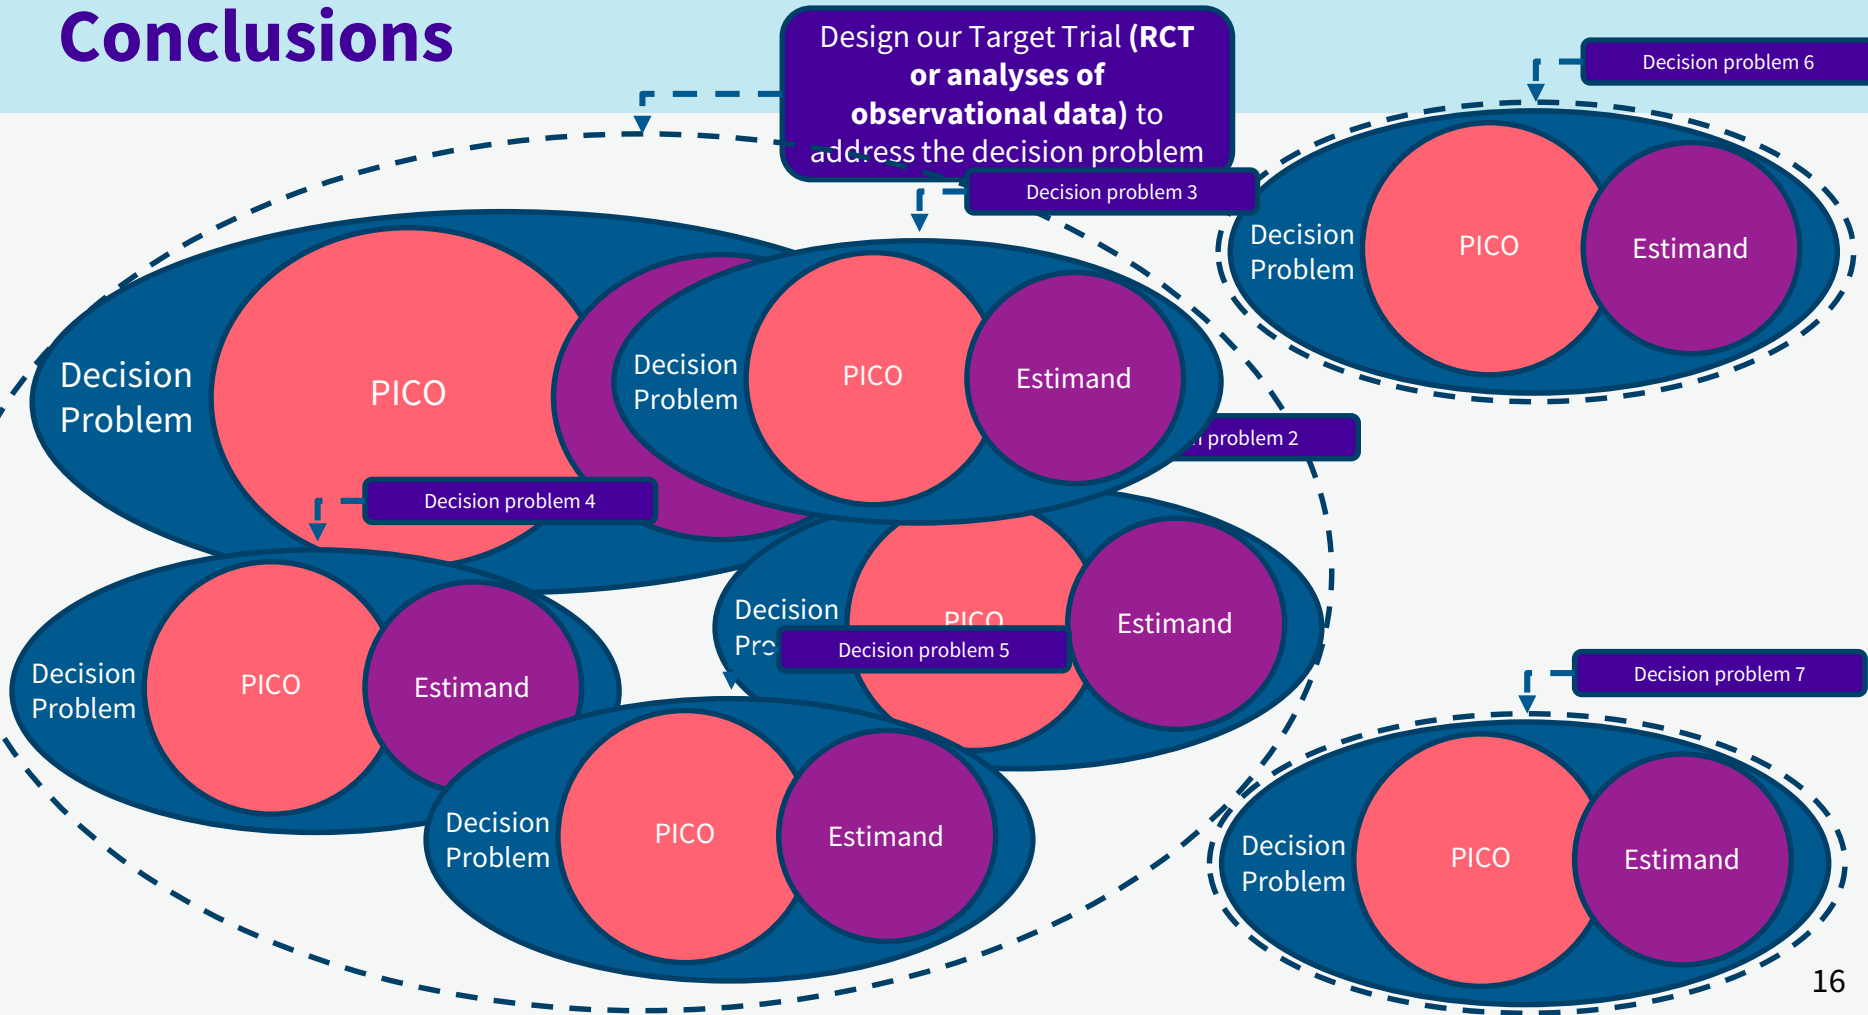 Conclusions
Design our Target Trial (RCT
or analyses of
observational data) to
address the decision problem
Decision problem 6
Decision problem 3
Decision
Problem
PICO
Estimand
Decision
Problem
PICO
Decision
Problem
PICO
Estimand
problem 2
Decision problem 4
Decision
PICO
Estimand
Decision problem 5
Decision
Problem
PICO
Estimand
Decision problem 7
Decision
Problem
PICO
Estimand
Decision
Problem
PICO
Estimand
16